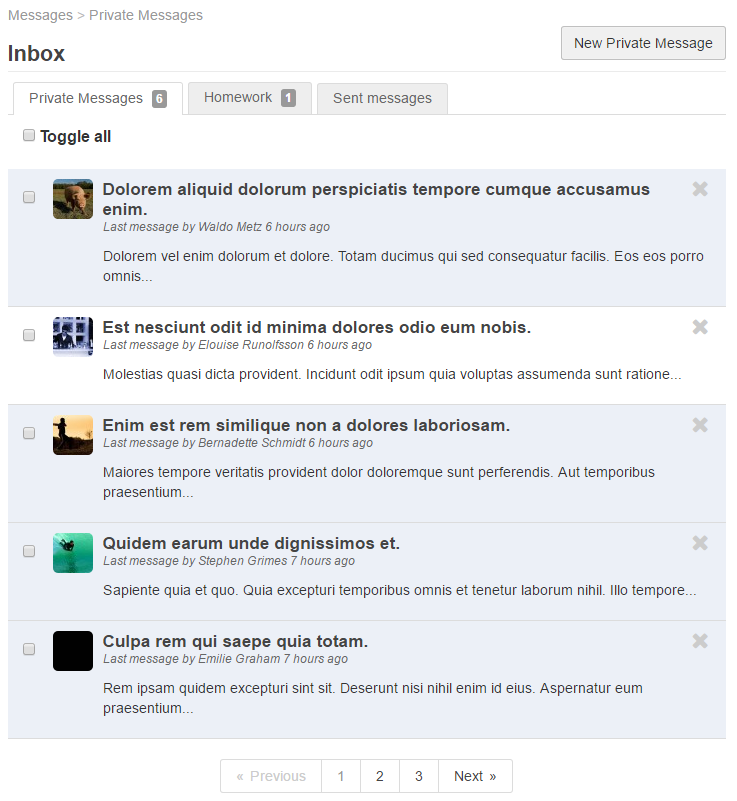 Messages > Private Messages
Inbox
New Private Message
Private Messages 6
Homework 1
Sent messages
Toggle all
Dolorem aliquid dolorum perspiciatis tempore cumque accusamus
enim.
Last message by Waldo Metz 6 hours ago
Dolorem vel enim dolorum et dolore. Totam ducimus qui sed consequatur facilis. Eos eos porro
omnis...
Est nesciunt odit id minima dolores odio eum nobis.
Last message by Elouise Runolfsson 6 hours ago
Molestias quasi dicta provident. Incidunt odit ipsum quia voluptas assumenda sunt ratione...
Enim est rem similique non a dolores laboriosam.
Last message by Bernadette Schmidt 6 hours ago
Maiores tempore veritatis provident dolor doloremque sunt perferendis. Aut temporibus
praesentium...
Quidem earum unde dignissimos et.
Last message by Stephen Grimes 7 hours ago
Sapiente quia et quo. Quia excepturi temporibus omnis et tenetur laborum nihil. Illo tempore...
Culpa rem qui saepe quia totam.
Last message by Emilie Graham 7 hours ago
Rem ipsam quidem excepturi sint sit. Deserunt nisi nihil enim id eius. Aspernatur eum
praesentium...
« Previous 1 2 3 Next »